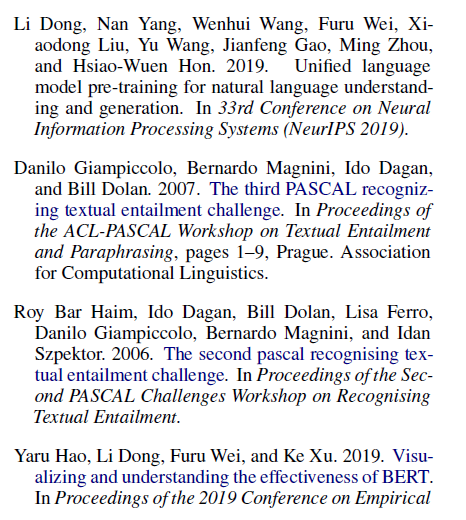 Li Dong, Nan Yang, Wenhui Wang, Furu Wei, Xi-
aodong Liu, Yu Wang, Jianfeng Gao, Ming Zhou,
and Hsiao-Wuen Hon. 2019. Unified language
model pre-training for natural language understand-
ing and generation. In 33rd Conference on Neural
Information Processing Systems (NeurIPS 2019).
Danilo Giampiccolo, Bernardo Magnini, Ido Dagan,
and Bill Dolan. 2007. The third PASCAL recogniz-
ing textual entailment challenge. In Proceedings of
the ACL-PASCAL Workshop on Textual Entailment
and Paraphrasing, pages 1–9, Prague. Association
for Computational Linguistics.
Roy Bar Haim, Ido Dagan, Bill Dolan, Lisa Ferro,
Danilo Giampiccolo, Bernardo Magnini, and Idan
Szpektor. 2006. The second pascal recognising tex-
tual entailment challenge. In Proceedings of the Sec-
ond PASCAL Challenges Workshop on Recognising
Textual Entailment.
Yaru Hao, Li Dong, Furu Wei, and Ke Xu. 2019. Visu-
alizing and understanding the effectiveness of BERT.
In Proceedings of the 2019 Conference on Empirical